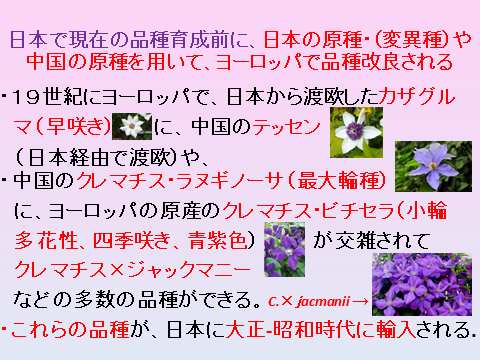 日本で現在の品種育成前に、日本の原種・（変異種）や
中国の原種を用いて、ヨーロッパで品種改良される
・１９世紀にヨーロッパで、日本から渡欧したカザグル
マ（早咲き） に、中国のテッセン
（日本経由で渡欧）や、
・中国のクレマチス・ラヌギノーサ（最大輪種）
に、ヨーロッパの原産のクレマチス・ビチセラ（小輪
多花性、四季咲き、青紫色） が交雑されて
クレマチス×ジャックマニー
などの多数の品種ができる。 c.× jacmanii →
・これらの品種が、日本に大正-昭和時代に輸入される.